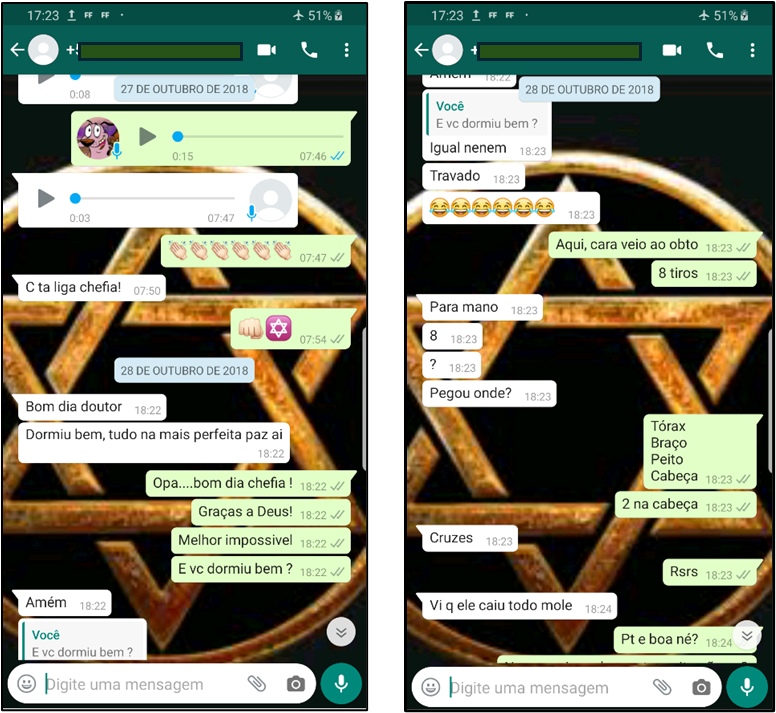 17:23 FF FF 51%
0:08
27 DE OUTUBRO DE 2018
0:15 07:46
0:03 07:47
07:47
C ta liga chefia! 07:50
07:54
28 DE OUTUBRO DE 2018
Bom dia doutor 18:22
Dormiu bem, tudo na mais perfeita paz ai
18:22
Opa....bom dia chefia ! 18:22
Graças a Deus! 18:22
Melhor impossivel 18:22
E vc dormiu bem ? 18:22
Amém 18:22
Você
E vc dormiu bem ?
Digite uma mensagem
17:23 FF FF 51%
+
Amém 18:22
28 DE OUTUBRO DE 2018
Você
E vc dormiu bem ?
Igual nenem 18:23
Travado 18:23
18:23
Aqui, cara veio ao obto 18:23
8 tiros 18:23
Para mano 18:23
8 18:23
? 18:23
Pegou onde? 18:23
Tórax
Braço
Peito
Cabeça 18:23
2 na cabeça 18:23
Cruzes 18:23
Rsrs 18:23
Vi q ele caiu todo mole 18:24
Pt e boa né? 18:24
Digite uma mensagem